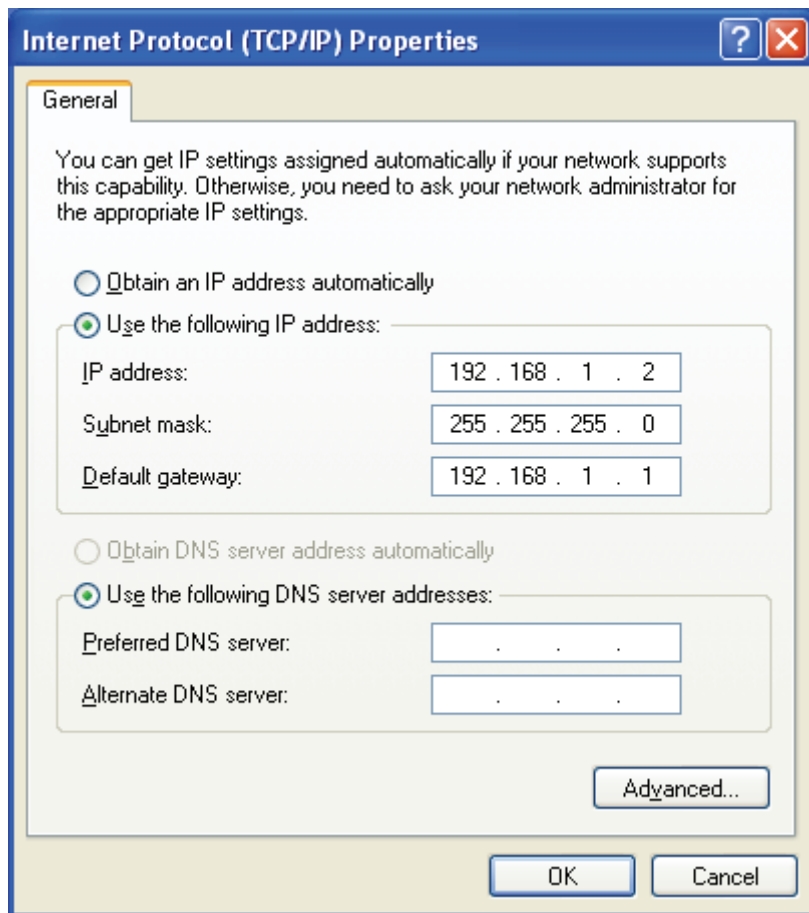 Internet Protocol (TCP/IP) Properties
General
You can get IP settings assigned automatically if your network supports
this capability. Otherwise, you need to ask your network administrator for
the appropriate IP settings.
Obtain an IP address automatically
Use the following IP address:
IP address: 192 . 168 . 1 . 2
Subnet mask: 255 . 255 . 255 . 0
Default gateway: 192 . 168 . 1 . 1
Obtain DNS server address automatically
Use the following DNS server addresses:
Preferred DNS server: . . .
Alternate DNS server: . . .
Advanced...
OK Cancel